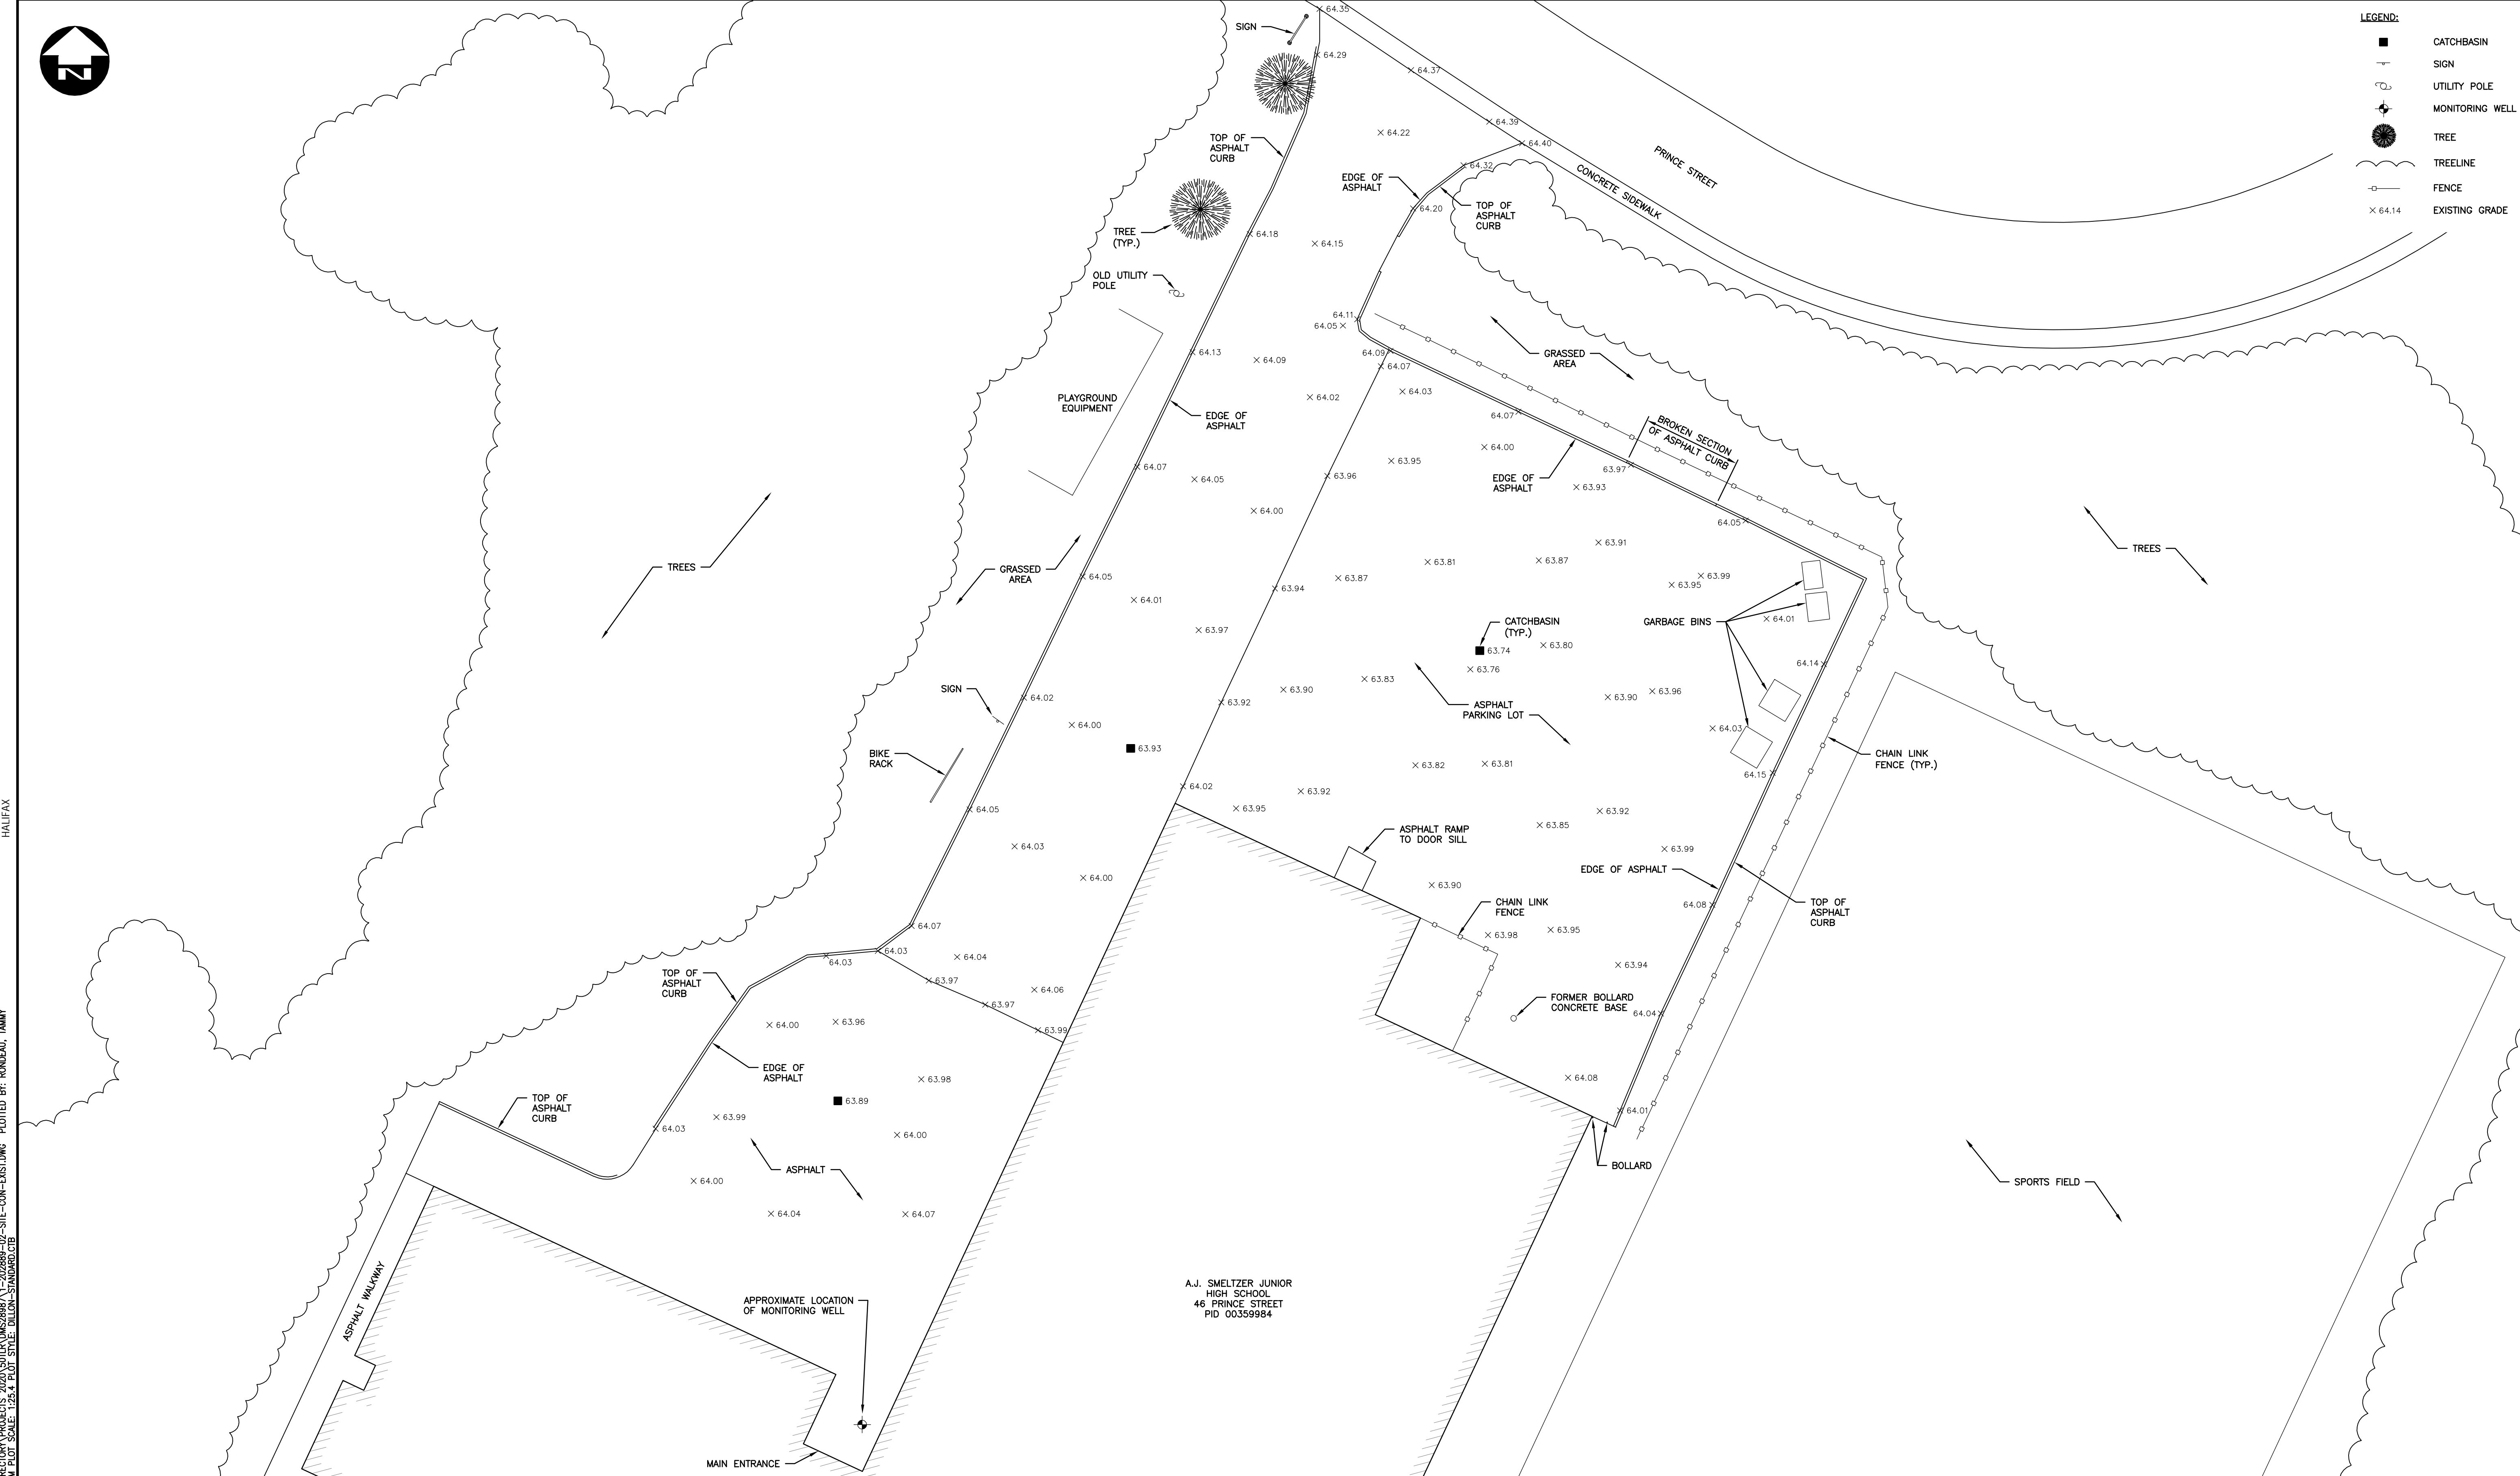 N
SIGN
64.35
64.29
64.37
64.22
64.39
64.40
64.32
TOP OF
ASPHALT
CURB
EDGE OF
ASPHALT
64.20
TOP OF
ASPHALT
CURB
PRINCE STREET
CONCRETE SIDEWALK
LEGEND:
CATCHBASIN
SIGN
UTILITY POLE
MONITORING WELL
TREE
TREELINE
FENCE
64.14 EXISTING GRADE
TREE
(TYP.)
64.18
64.15
OLD UTILITY
POLE
64.11
64.05
64.13
64.09
64.09
64.07
64.02
64.03
64.07
GRASSED
AREA
PLAYGROUND
EQUIPMENT
EDGE OF
ASPHALT
BROKEN SECTION
OF ASPHALT CURB
64.00
63.95
63.97
64.07
64.05
63.96
63.93
EDGE OF
ASPHALT
64.00
64.05
TREES
GRASSED
AREA
TREES
63.91
63.81
63.87
64.05
63.87
63.94
63.99
63.95
64.01
64.01
63.97
CATCHBASIN
(TYP.)
63.74
63.80
63.76
GARBAGE BINS
64.14
SIGN
64.02
63.92
63.90
63.83
63.90
63.96
64.00
ASPHALT
PARKING LOT
64.03
63.93
BIKE
RACK
63.82
63.81
64.15
CHAIN LINK
FENCE (TYP.)
64.02
63.92
63.95
64.05
63.92
63.85
64.03
ASPHALT RAMP
TO DOOR SILL
63.99
64.00
63.90
EDGE OF ASPHALT
CHAIN LINK
FENCE
64.08
TOP OF
ASPHALT
CURB
64.07
63.98
63.95
64.03
64.03
64.04
63.94
TOP OF
ASPHALT
CURB
63.97
64.06
63.97
FORMER BOLLARD
CONCRETE BASE
64.04
64.00
63.96
63.99
EDGE OF
ASPHALT
63.98
64.08
TOP OF
ASPHALT
CURB
63.89
64.01
64.03
63.99
64.00
ASPHALT
BOLLARD
64.00
SPORTS FIELD
64.04
64.07
ASPHALT WALKWAY
APPROXIMATE LOCATION
OF MONITORING WELL
A.J. SMELTZER JUNIOR
HIGH SCHOOL
46 PRINCE STREET
PID 00359984
MAIN ENTRANCE
HALIFAX
PLOTTED BY: RONDEAU, TAMMY
PLOT SCALE: 1:25.4 PLOT STYLE: DILLON-STANDARD.CTB